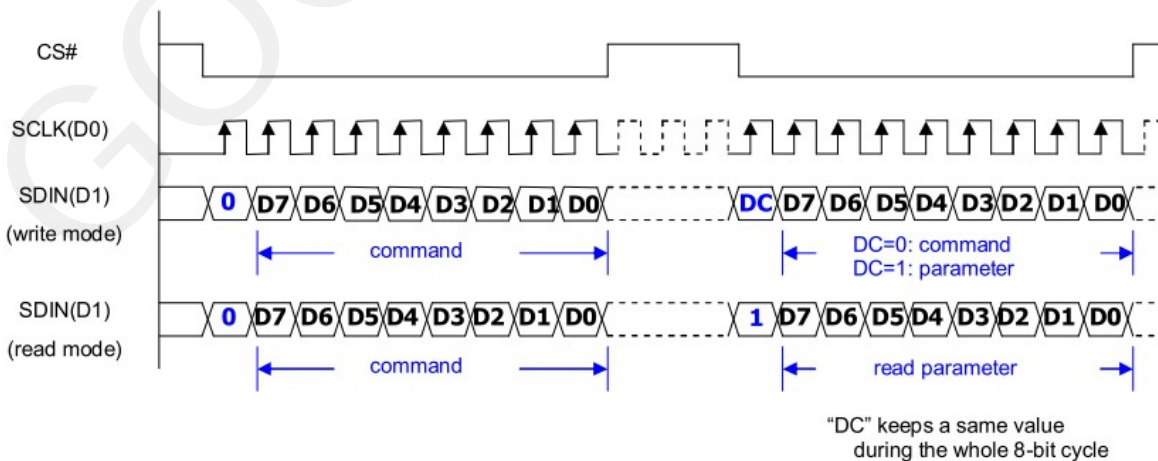 GO
CS#
SCLK(D0)
SDIN(D1) 0 D7 D6 D5 D4 D3 D2 D1 D0 DC D7 D6 D5 D4 D3 D2 D1 D0
(write mode)
command
DC=0: command
DC=1: parameter
SDIN(D1) 0 D7 D6 D5 D4 D3 D2 D1 D0 1 D7 D6 D5 D4 D3 D2 D1 D0
(read mode)
command
read parameter
“DC” keeps a same value
during the whole 8-bit cycle